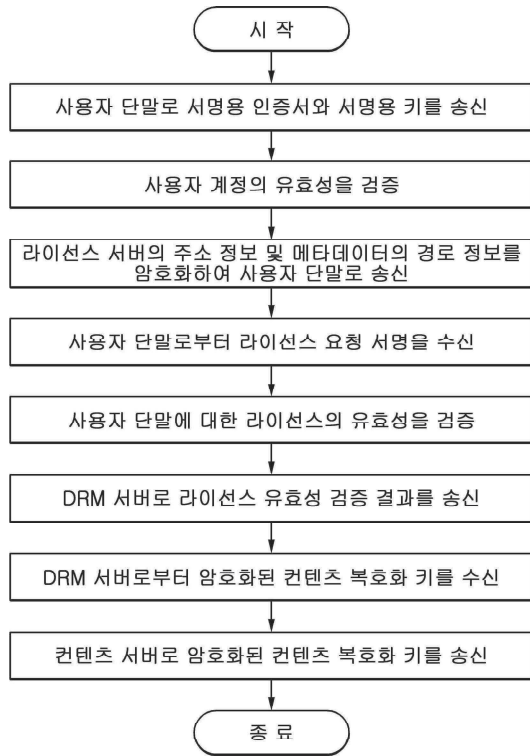 시 작
사용자 단말로 서명용 인증서와 서명용 키를 송신
사용자 계정의 유효성을 검증
라이선스 서버의 주소 정보 및 메타데이터의 경로 정보를
암호화하여 사용자 단말로 송신
사용자 단말로부터 라이선스 요청 서명을 수신
사용자 단말에 대한 라이선스의 유효성을 검증
DRM 서버로 라이선스 유효성 검증 결과를 송신
DRM 서버로부터 암호화된 컨텐츠 복호화 키를 수신
컨텐츠 서버로 암호화된 컨텐츠 복호화 키를 송신
종 료